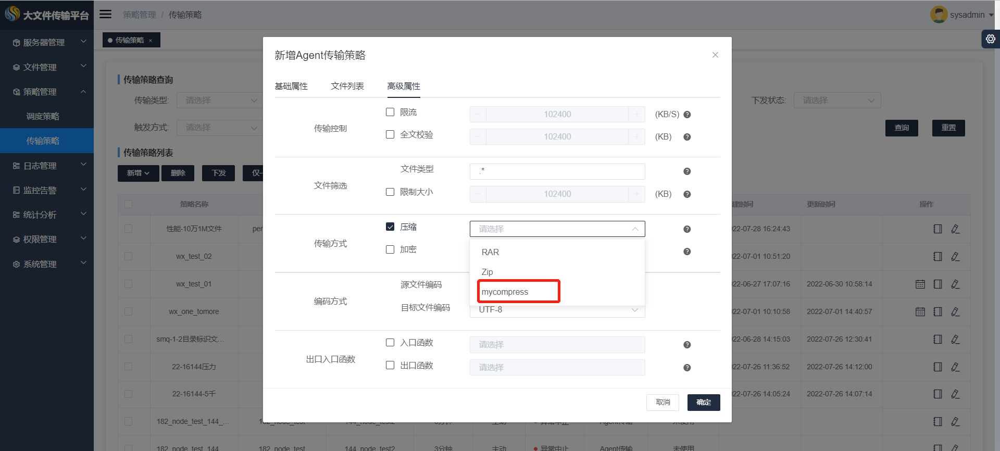 大文件传输平台
策略管理 / 传输策略
sysadmin
服务器管理
文件管理
策略管理
调度策略
传输策略
日志管理
监控告警
统计分析
权限管理
系统管理
传输策略 ×
传输策略查询
传输类型: 请选择
下发状态: 请选择
触发方式: 请选择
查询 重置
传输策略列表
新增 删除 下发 仅一
策略名称 建时间 更新时间 操作
性能-10万1M文件 per 22-07-28 16:24:43
wx_test_02 22-07-01 10:51:20
wx_test_01 22-06-27 17:07:16 2022-06-30 10:58:14
wx_one_tomore 22-07-01 10:10:58 2022-07-01 14:40:57
smq-1-2目录标识文... 22-06-28 14:15:03 2022-07-26 12:30:41
22-16144压力 22-07-26 11:36:52 2022-07-26 14:12:00
22-16144-5千 22-07-26 14:05:24 2022-07-26 14:07:14
182_node_test_144_... 182_node_test 144_node_test2 主动 异常中止 Agent传输 未使用
182_node_test_144 182_node_test 144_node_test2 3分钟 主动 异常中止 Agent传输 未使用
新增Agent传输策略
基础属性 文件列表 高级属性
传输控制
限流 102400 (KB/S)
全文校验 102400 (KB)
文件筛选
文件类型 .*
限制大小 102400 (KB)
传输方式
压缩 请选择
加密
RAR
Zip
mycompress
编码方式
源文件编码
目标文件编码 UTF-8
出口入口函数
入口函数 请选择
出口函数 请选择
取消 确定